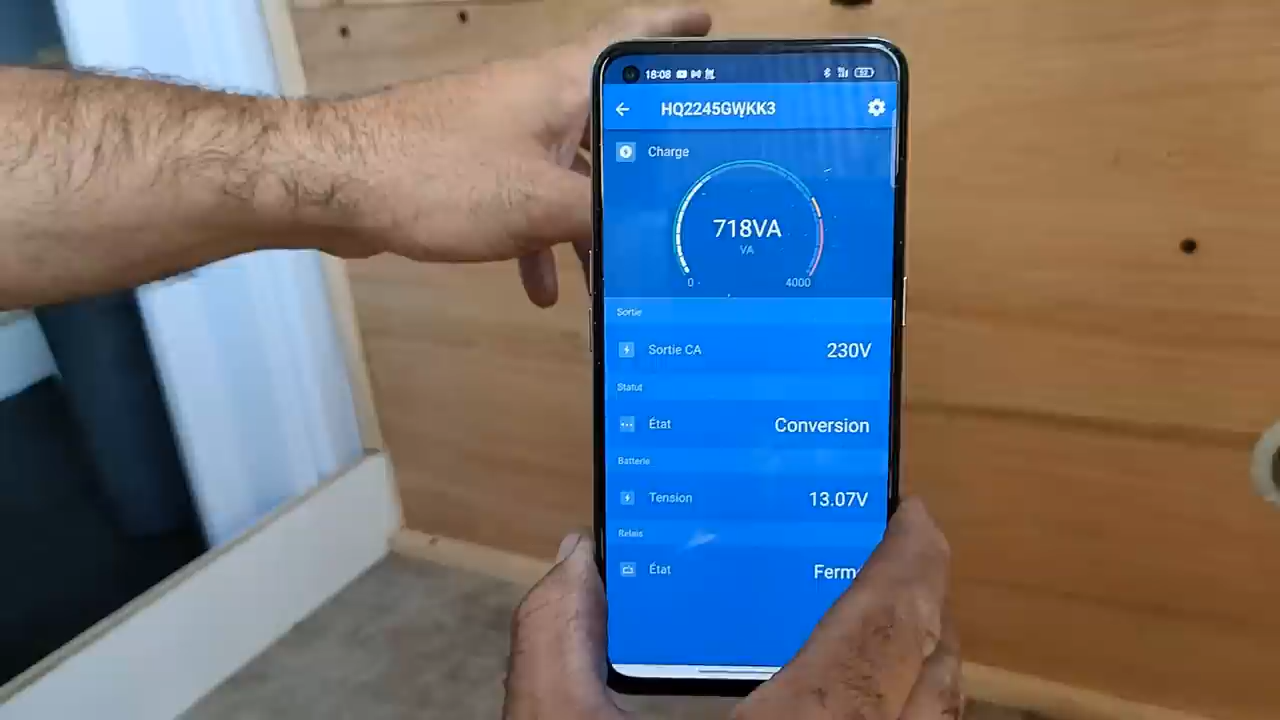 18:08
HQ2245GWKK3
Charge
718VA
VA
0 4000
Sortie
Sortie CA 230V
Statut
État Conversion
Batterie
Tension 13.07V
Relais
État Fermé